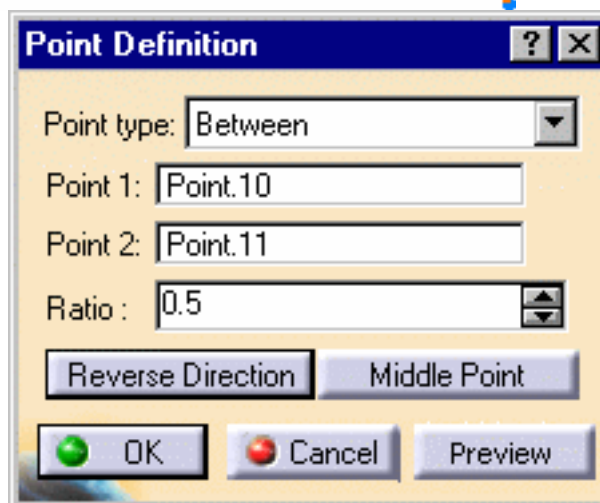 Point Definition ? ×
Point type: Between
Point 1: Point.10
Point 2: Point.11
Ratio : 0.5
Reverse Direction Middle Point
OK Cancel Preview